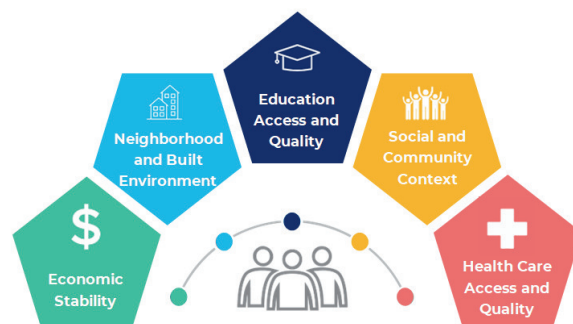 Education
Access and
Quality
Neighborhood
and Built
Environment
Social and
Community
Context
$
Economic
Stability
Health Care
Access and
Quality